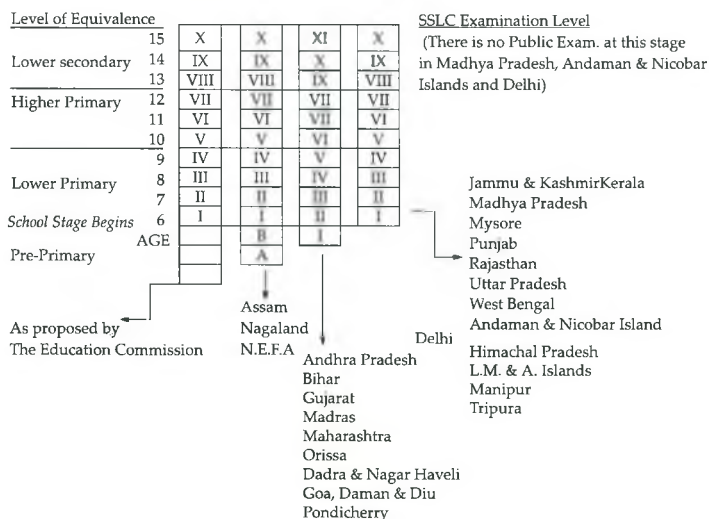 Level of Equivalence
SSLC Examination Level
(There is no Public Exam. at this stage
in Madhya Pradesh, Andaman & Nicobar
Islands and Delhi)
15 X X XI X
Lower secondary 14 IX IX X IX
13 VIII VIII IX VIII
Higher Primary 12 VII VII VII VII
11 VI VI VII VI
10 V V VI V
9 IV IV V IV
Lower Primary 8 III III IV III
7 II II III II
School Stage Begins 6 I I II I
AGE B I
Pre-Primary A
As proposed by
The Education Commission
Assam
Nagaland
N.E.F.A
Andhra Pradesh
Bihar
Gujarat
Madras
Maharashtra
Orissa
Dadra & Nagar Haveli
Goa, Daman & Diu
Pondicherry
Jammu & KashmirKerala
Madhya Pradesh
Mysore
Punjab
Rajasthan
Uttar Pradesh
West Bengal
Andaman & Nicobar Island
Delhi
Himachal Pradesh
L.M. & A. Islands
Manipur
Tripura